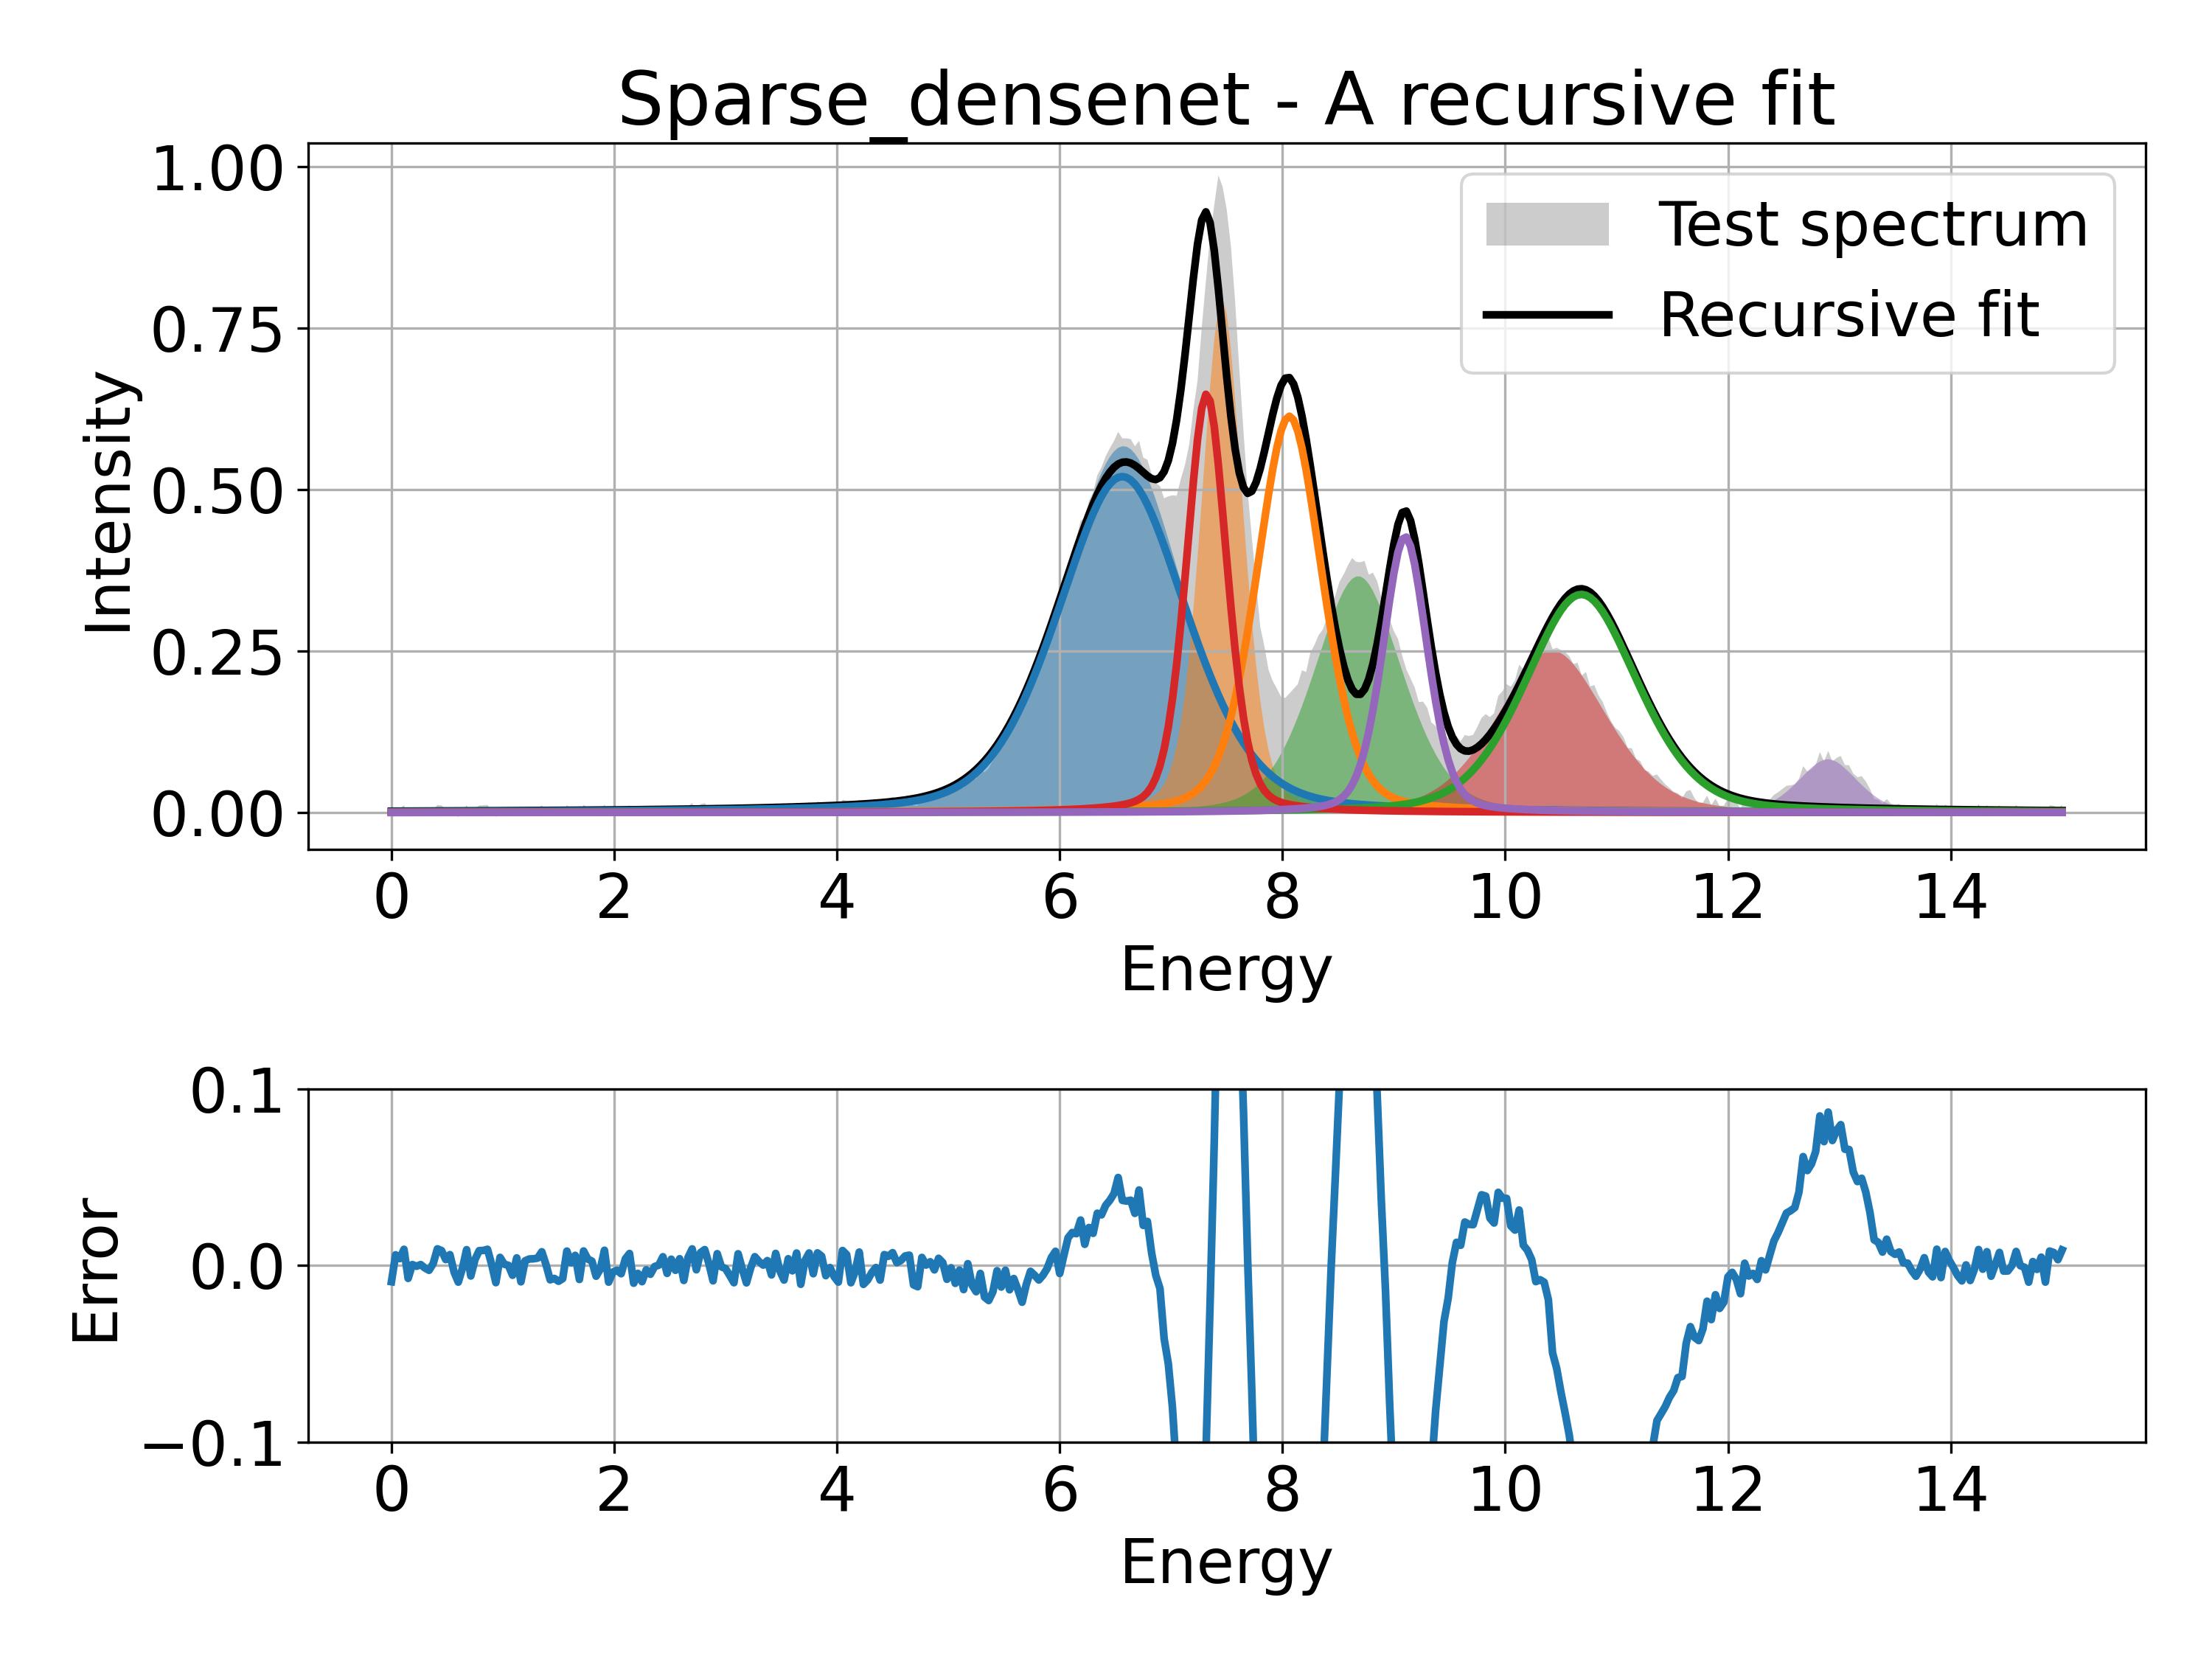 Sparse_densenet - A recursive fit
1.00
0.75
0.50
0.25
0.00
Intensity
Test spectrum
Recursive fit
0 2 4 6 8 10 12 14
Energy
0.1
0.0
−0.1
Error
0 2 4 6 8 10 12 14
Energy